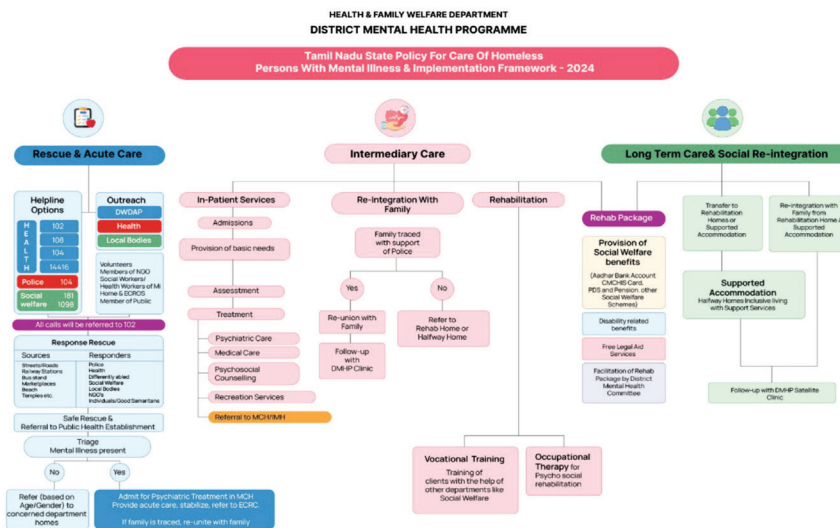 HEALTH & FAMILY WELFARE DEPARTMENT
DISTRICT MENTAL HEALTH PROGRAMME
Tamil Nadu State Policy For Care Of Homeless
Persons With Mental Illness & Implementation Framework - 2024
Rescue & Acute Care
Helpline
Options
HEALTH
102
108
104
14416
Police 104
Social
welfare
181
1098
Outreach
DWDAP
Health
Local Bodies
Volunteers
Members of NGO
Social Workers/
Health Workers of MI
Home & ECROS
Member of Public
All calls will be referred to 102
Response Rescue
Sources
Streets/Roads
Railway Stations
Bus stand
Marketplaces
Beach
Temples etc
Responders
Police
Health
Differently abled
Social Welfare
Local Bodies
NGO's
Individuals/Good Samaritans
Safe Rescue &
Referral to Public Health Establishment
Triage
Mental Illness present
No
Yes
Refer (based on
Age/Gender) to
concerned department
homes
Admit for Psychiatric Treatment in MCH
Provide acute care, stabilize, refer to ECRC
If family is traced, re-unite with family
Intermediary Care
In-Patient Services
Admissions
Provision of basic needs
Assesstment
Treatment
Psychiatric Care
Medical Care
Psychosocial
Counselling
Recreation Services
Referral to MCH/IMH
Re-integration With
Family
Family traced
with support
of Police
Yes
No
Re-union with
Family
Follow-up
with
DMHP Clinic
Refer to
Rehab Home or
Halfway Home
Rehabilitation
Vocational Training
Training of
clients with the help of
other departments like
Social Welfare
Occupational
Therapy for
Psycho social
rehabilitation
Long Term Care& Social Re-integration
Rehab Package
Provision of
Social Welfare
benefits
(Aadhar Bank Account
CMCHIS Card,
PDS and Pension, other
Social Welfare
Schemes)
Disability related
benefits
Free Legal Aid
Services
Facilitation of Rehab
Package by District
Mental Health
Committee
Transfer to
Rehabilitation
Homes or
Supported
Accommodation
Re-integration with
Family from
Rehabilitation Home &
Supported
Accommodation
Supported
Accommodation
Halfway Homes Inclusive living
with Support Services
Follow-up with DMHP Satellite
Clinic